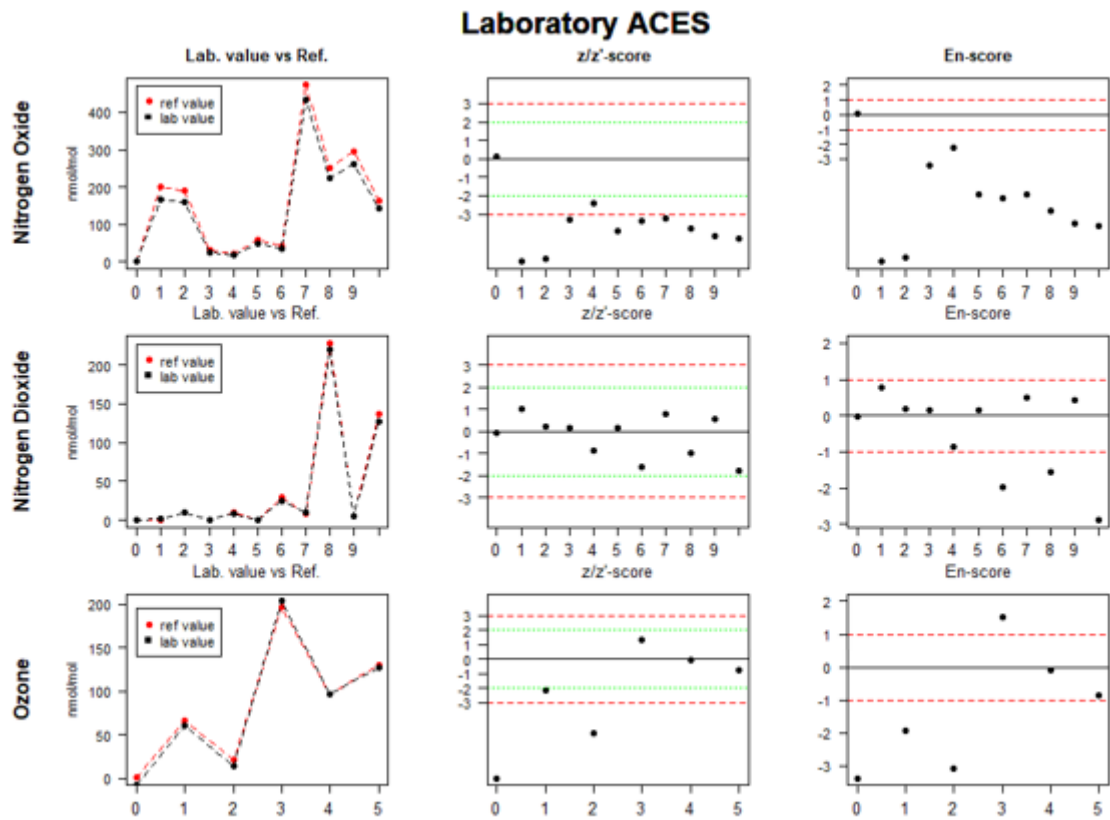 Laboratory ACES
Lab. value vs Ref. z/z'-score En-score
Nitrogen Oxide
nmol/mol
ref value
lab value
400
300
200
100
0
3
2
1
0
-1
-2
-3
2
1
0
-1
-2
-3
0 1 2 3 4 5 6 7 8 9
0 1 2 3 4 5 6 7 8 9
0 1 2 3 4 5 6 7 8 9
Lab. value vs Ref. z/z'-score En-score
Nitrogen Dioxide
nmol/mol
ref value
lab value
200
150
100
50
0
3
2
1
0
-1
-2
-3
2
1
0
-1
-2
-3
0 1 2 3 4 5 6 7 8 9
0 1 2 3 4 5 6 7 8 9
0 1 2 3 4 5 6 7 8 9
Lab. value vs Ref. z/z'-score En-score
Ozone
nmol/mol
ref value
lab value
200
150
100
50
0
3
2
1
0
-1
-2
-3
2
1
0
-1
-2
-3
0 1 2 3 4 5
0 1 2 3 4 5
0 1 2 3 4 5